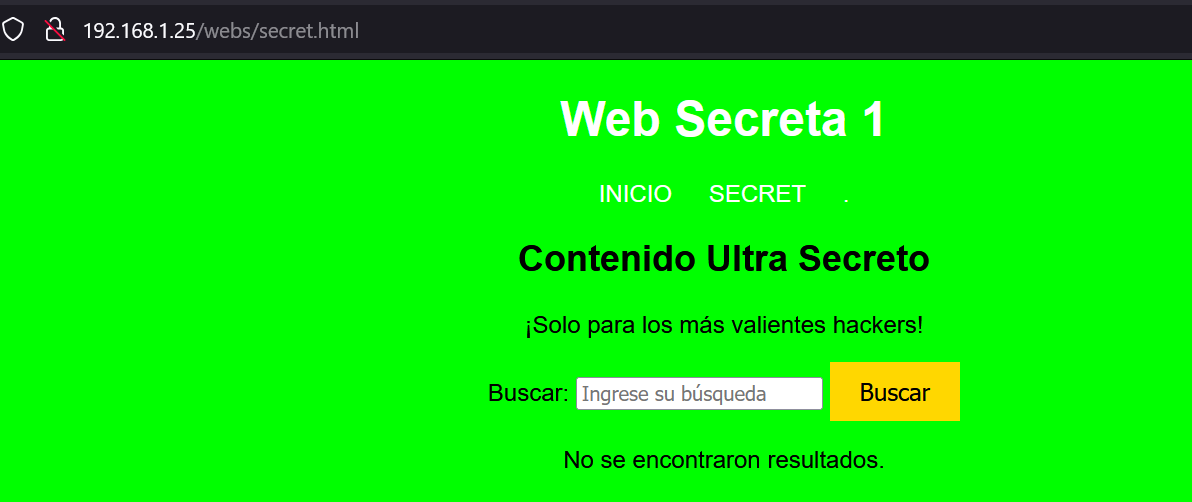 192.168.1.25/webs/secret.html
Web Secreta 1
INICIO SECRET .
Contenido Ultra Secreto
¡Solo para los más valientes hackers!
Buscar: Ingrese su búsqueda Buscar
No se encontraron resultados.